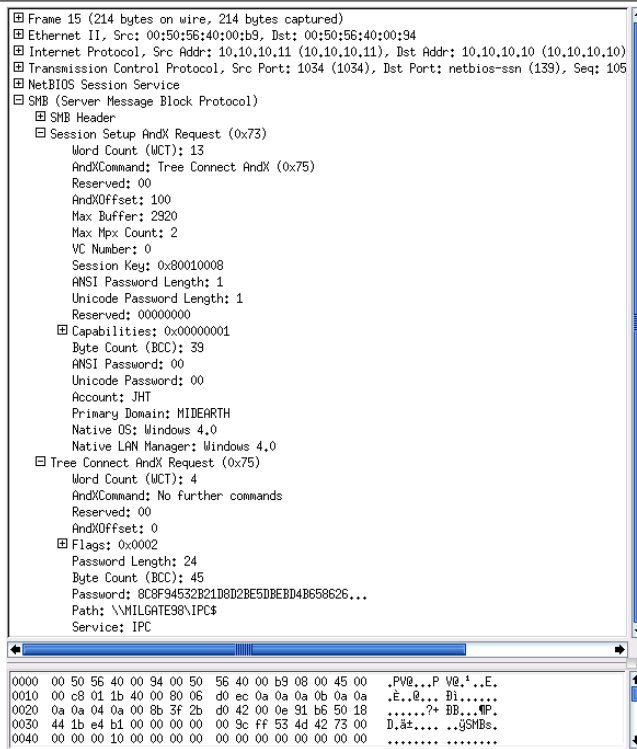 Frame 15 (214 bytes on wire, 214 bytes captured)
Ethernet II, Src: 00:50:56:40:00:b9, Dst: 00:50:56:40:00:94
Internet Protocol, Src Addr: 10.10.10.11 (10.10.10.11), Dst Addr: 10.10.10.10 (10.10.10.10)
Transmission Control Protocol, Src Port: 1034 (1034), Dst Port: netbios-ssn (139), Seq: 105
NetBIOS Session Service
SMB (Server Message Block Protocol)
SMB Header
Session Setup AndX Request (0x73)
Word Count (WCT): 13
AndXCommand: Tree Connect AndX (0x75)
Reserved: 00
AndXOffset: 100
Max Buffer: 2920
Max Mpx Count: 2
VC Number: 0
Session Key: 0x80010008
ANSI Password Length: 1
Unicode Password Length: 1
Reserved: 00000000
Capabilities: 0x00000001
Byte Count (BCC): 39
ANSI Password: 00
Unicode Password: 00
Account: JHT
Primary Domain: MIDEARTH
Native OS: Windows 4.0
Native LAN Manager: Windows 4.0
Tree Connect AndX Request (0x75)
Word Count (WCT): 4
AndXCommand: No further commands
Reserved: 00
AndXOffset: 0
Flags: 0x0002
Password Length: 24
Byte Count (BCC): 45
Password: 8C8F94532B21D8D2BE5DBEBD4B658626...
Path: \\MILGATE98\IPC$
Service: IPC
0000 00 50 56 40 00 94 00 50 56 40 00 b9 08 00 45 00 .PV@...P V@.¹..E.
0010 00 c8 01 1b 40 00 80 06 d0 ec 0a 0a 0a 0b 0a 0a .È..@... Ðì......
0020 0a 0a 04 0a 00 8b 3f 2b d0 42 00 0e 91 b6 50 18 ......?+ ÐB...¶P.
0030 44 1b e4 b1 00 00 00 00 00 9c ff 53 4d 42 73 00 D.ä±.... ..ÿSMBs.
0040 00 00 00 10 00 00 00 00 00 00 00 00 00 00 00 00 ........ ........